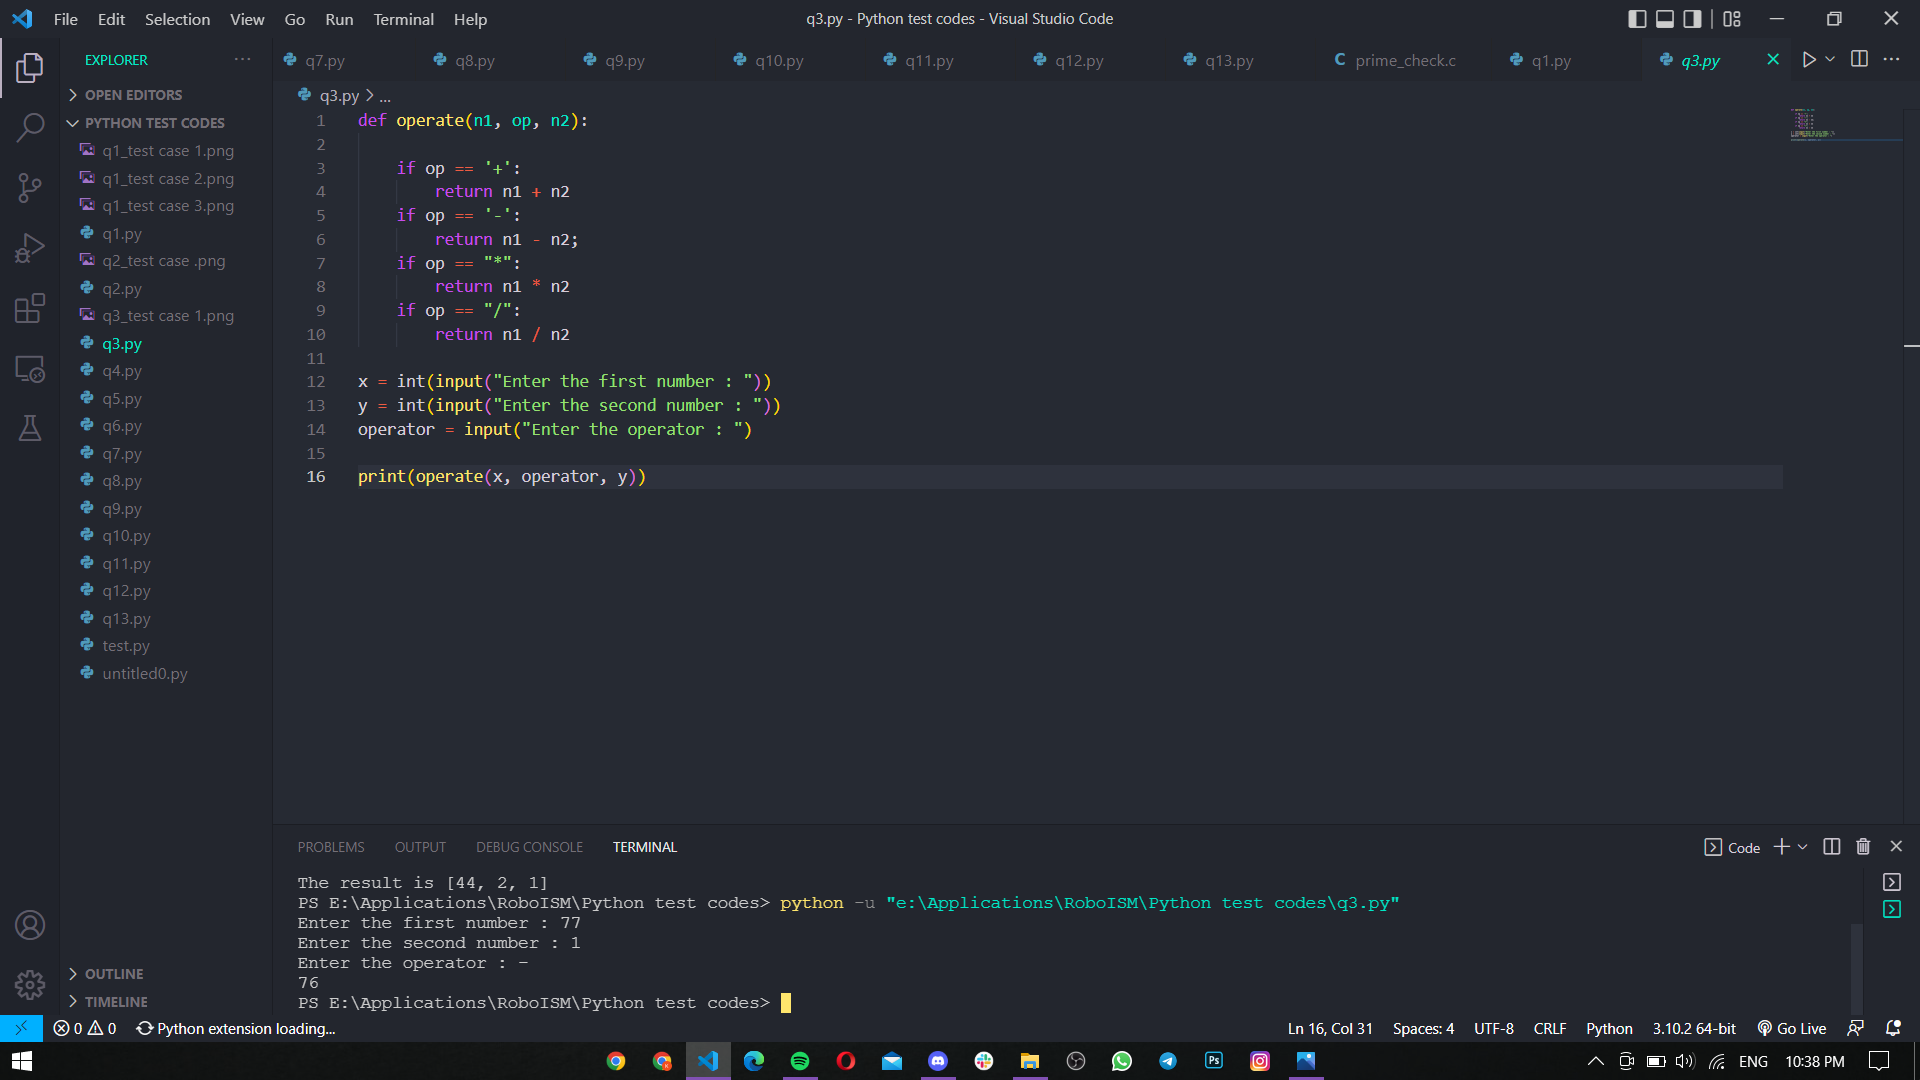 File Edit Selection View Go Run Terminal Help
q3.py - Python test codes - Visual Studio Code
EXPLORER
OPEN EDITORS
PYTHON TEST CODES
q1_test case 1.png
q1_test case 2.png
q1_test case 3.png
q1.py
q2_test case .png
q2.py
q3_test case 1.png
q3.py
q4.py
q5.py
q6.py
q7.py
q8.py
q9.py
q10.py
q11.py
q12.py
q13.py
test.py
untitled0.py
OUTLINE
TIMELINE
q7.py q8.py q9.py q10.py q11.py q12.py q13.py C prime_check.c q1.py q3.py
q3.py > ...
1 def operate(n1, op, n2):
2
3 if op == '+':
4 return n1 + n2
5 if op == '-':
6 return n1 - n2;
7 if op == "*":
8 return n1 * n2
9 if op == "/":
10 return n1 / n2
11
12 x = int(input("Enter the first number : "))
13 y = int(input("Enter the second number : "))
14 operator = input("Enter the operator : ")
15
16 print(operate(x, operator, y))
PROBLEMS OUTPUT DEBUG CONSOLE TERMINAL
Code
The result is [44, 2, 1]
PS E:\Applications\RoboISM\Python test codes> python -u "e:\Applications\RoboISM\Python test codes\q3.py"
Enter the first number : 77
Enter the second number : 1
Enter the operator : -
76
PS E:\Applications\RoboISM\Python test codes>
0 0 Python extension loading...
Ln 16, Col 31 Spaces: 4 UTF-8 CRLF Python 3.10.2 64-bit Go Live
Ps
ENG 10:38 PM